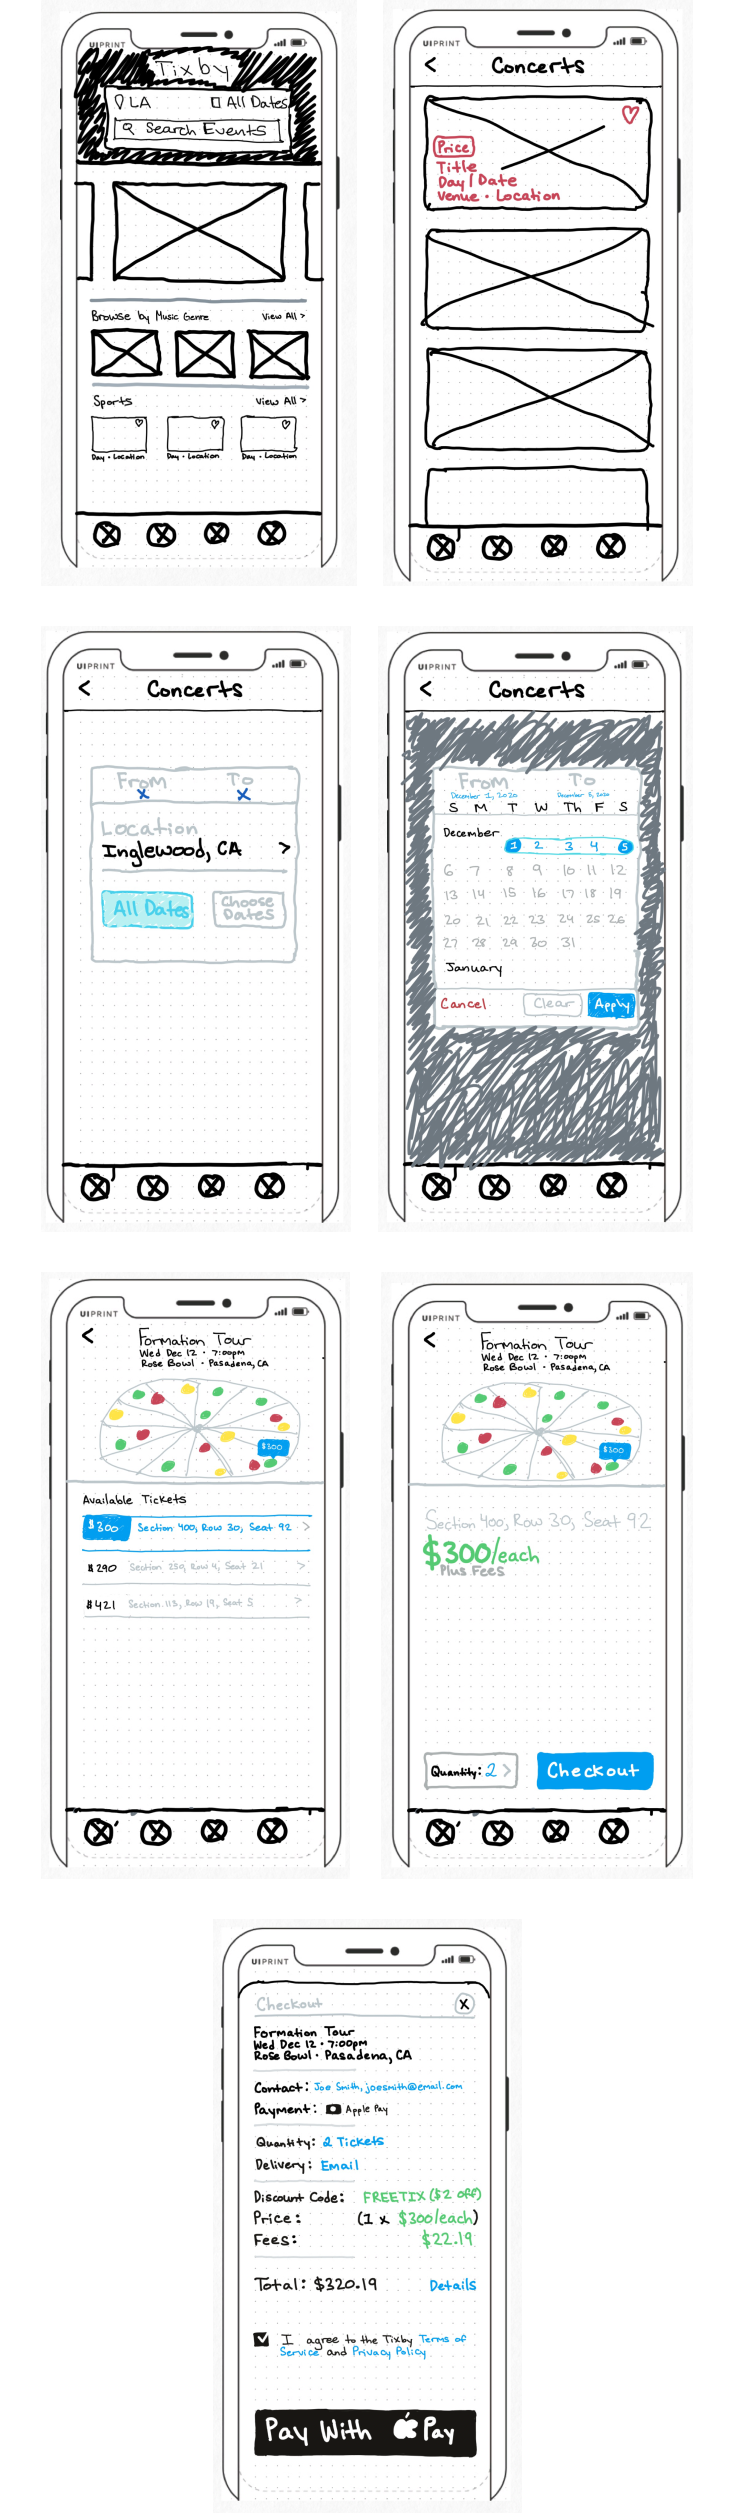 UIPRINT
Tixby
LA All Dates
Search Events
Browse by Music Genre View All >
Sports View All >
Day • Location Day • Location Day • Location
UIPRINT
< Concerts
Price
Title
Day/Date
Venue • Location
UIPRINT
< Concerts
From To
x x
Location
Inglewood, CA >
All Dates Choose Dates
UIPRINT
< Concerts
From To
December 1, 2020 December 5, 2020
S M T W Th F S
December
1 2 3 4 5
6 7 8 9 10 11 12
13 14 15 16 17 18 19
20 21 22 23 24 25 26
27 28 29 30 31
January
Cancel Clear Apply
UIPRINT
< Formation Tour
Wed Dec 12 • 7:00pm
Rose Bowl • Pasadena, CA
$300
Available Tickets
$300 Section 400, Row 30, Seat 92 >
$290 Section 250, Row 4, Seat 21 >
$421 Section 113, Row 19, Seat 5 >
UIPRINT
< Formation Tour
Wed Dec 12 • 7:00pm
Rose Bowl • Pasadena, CA
$300
Section 400, Row 30, Seat 92
$300/each
Plus Fees
Quantity: 2 > Checkout
UIPRINT
Checkout X
Formation Tour
Wed Dec 12 • 7:00pm
Rose Bowl • Pasadena, CA
Contact: Joe Smith, joesmith@email.com
Payment: Apple Pay
Quantity: 2 Tickets
Delivery: Email
Discount Code: FREETIX ($2 off)
Price: (1 x $300/each)
Fees: $22.19
Total: $320.19 Details
I agree to the Tixby Terms of
Service and Privacy Policy
Pay With Pay